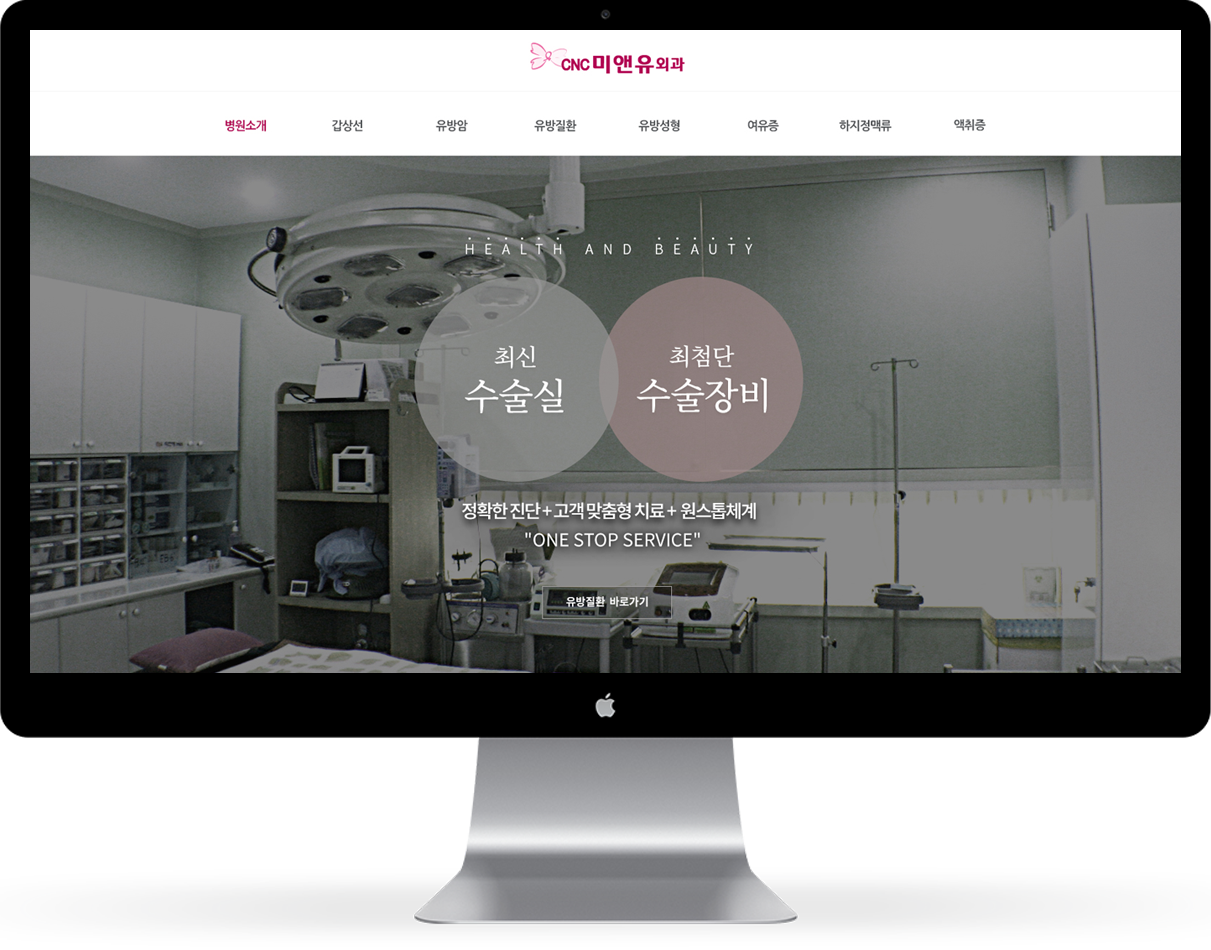 CNC 미앤유외과
병원소개 갑상선 유방암 유방질환 유방성형 여유증 하지정맥류 액취증
HEALTH AND BEAUTY
최신
수술실
최첨단
수술장비
정확한 진단 + 고객 맞춤형 치료 + 원스톱체계
"ONE STOP SERVICE"
유방질환 바로가기